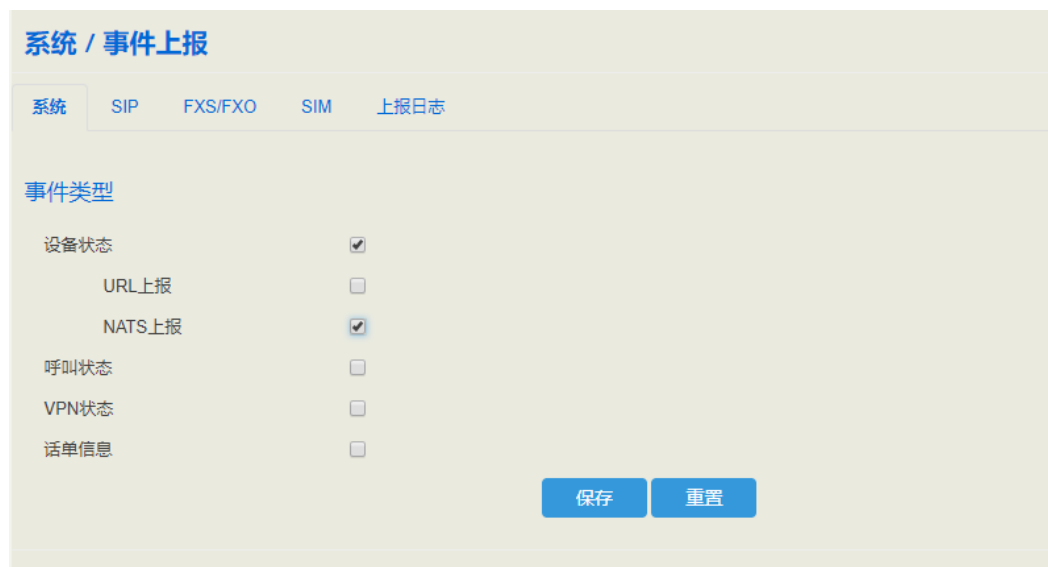 系统 / 事件上报
系统 SIP FXS/FXO SIM 上报日志
事件类型
设备状态
URL上报
NATS上报
呼叫状态
VPN状态
话单信息
保存 重置